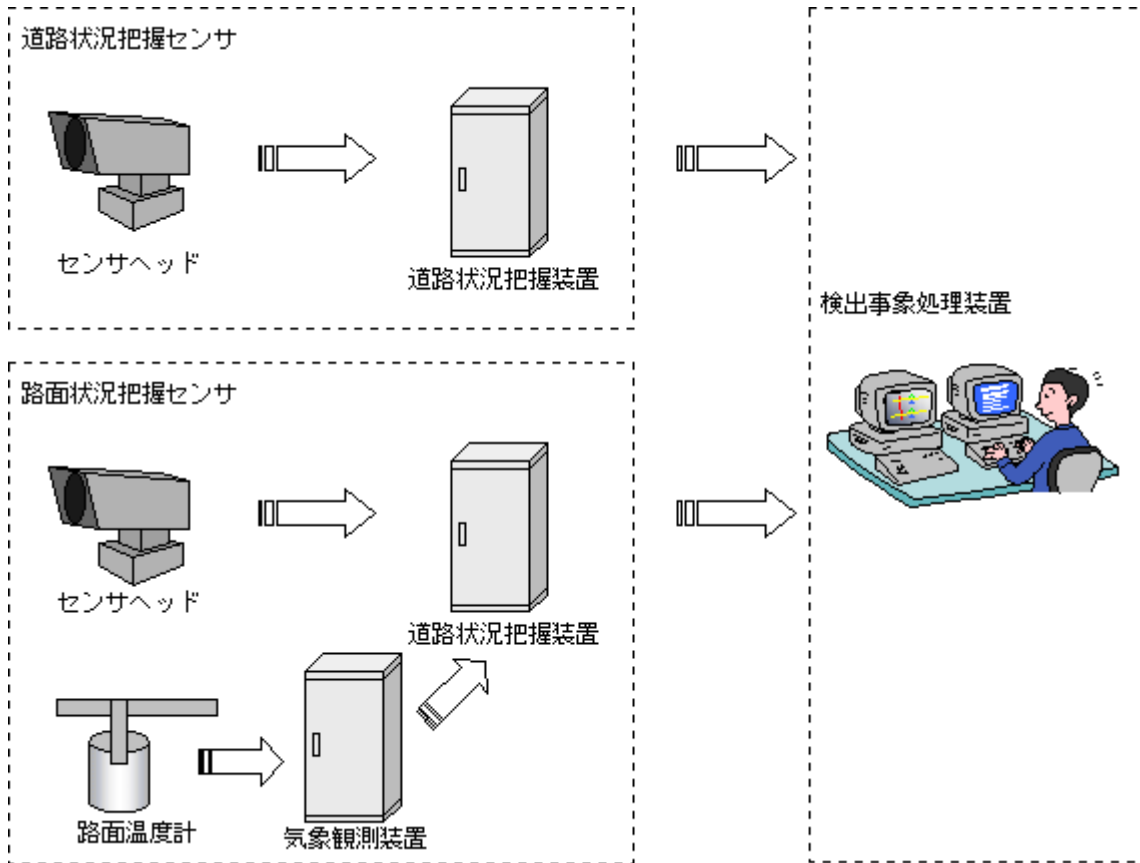 道路状況把握センサ
センサヘッド
道路状況把握装置
路面状況把握センサ
センサヘッド
道路状況把握装置
路面温度計
気象観測装置
検出事象処理装置